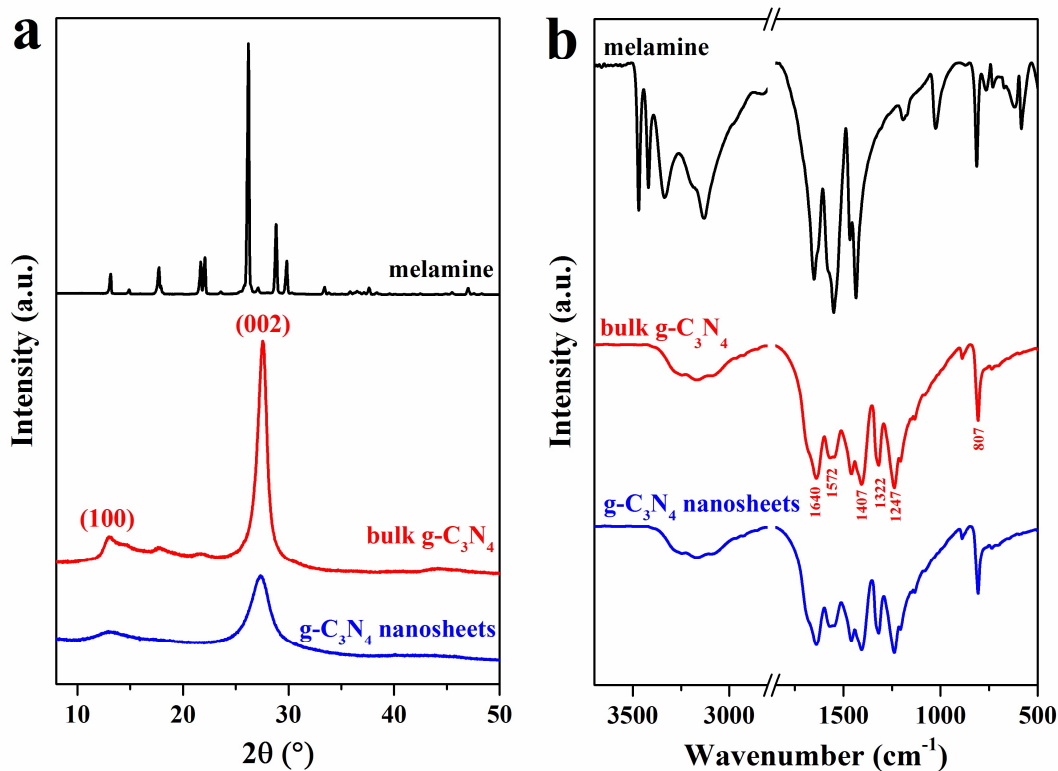 a
melamine
(002)
(100)
bulk g-C₃N₄
g-C₃N₄ nanosheets
Intensity (a.u.)
10 20 30 40 50
2θ (°)
b
melamine
bulk g-C₃N₄
1640
1572
1407
1322
1247
807
g-C₃N₄ nanosheets
Intensity (a.u.)
3500 3000 1500 1000 500
Wavenumber (cm⁻¹)